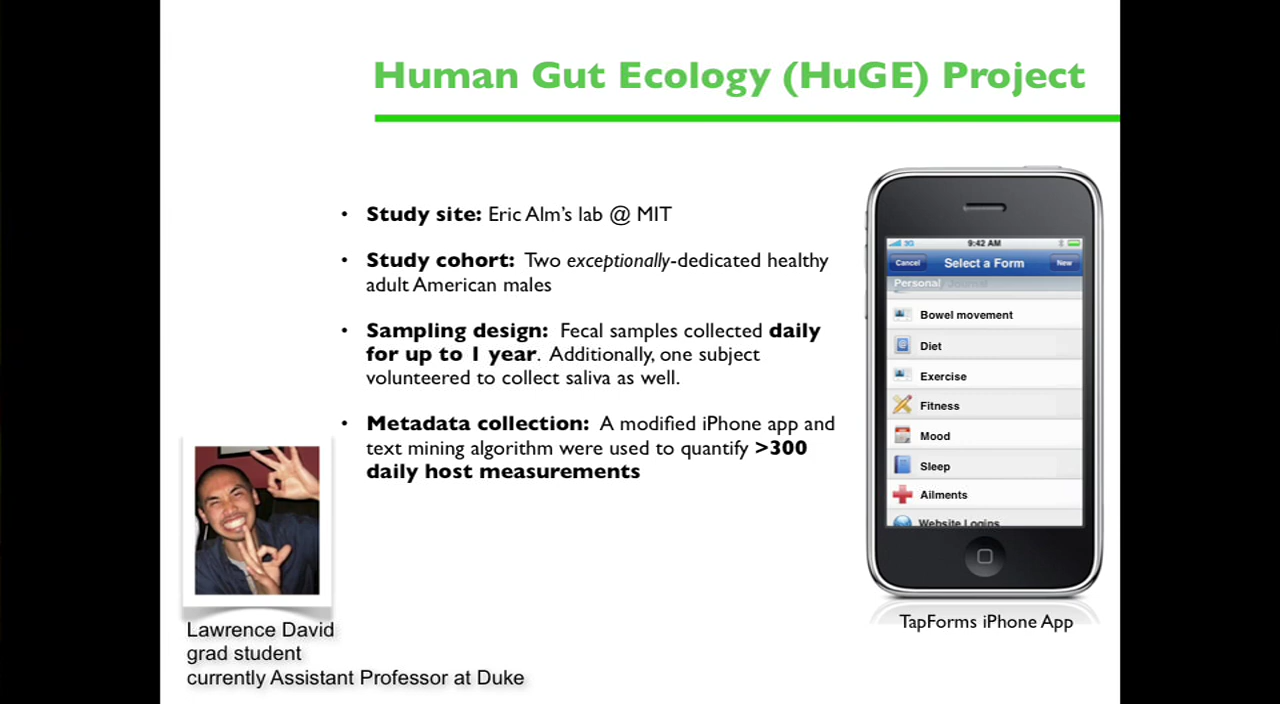 Human Gut Ecology (HuGE) Project
• Study site: Eric Alm's lab @ MIT
• Study cohort: Two exceptionally-dedicated healthy
adult American males
• Sampling design: Fecal samples collected daily
for up to 1 year. Additionally, one subject
volunteered to collect saliva as well.
• Metadata collection: A modified iPhone app and
text mining algorithm were used to quantify >300
daily host measurements
Lawrence David
grad student
currently Assistant Professor at Duke
3G 9:42 AM
Cancel Select a Form New
Personal Journal
Bowel movement
Diet
Exercise
Fitness
Mood
Sleep
Ailments
Website Logins
TapForms iPhone App